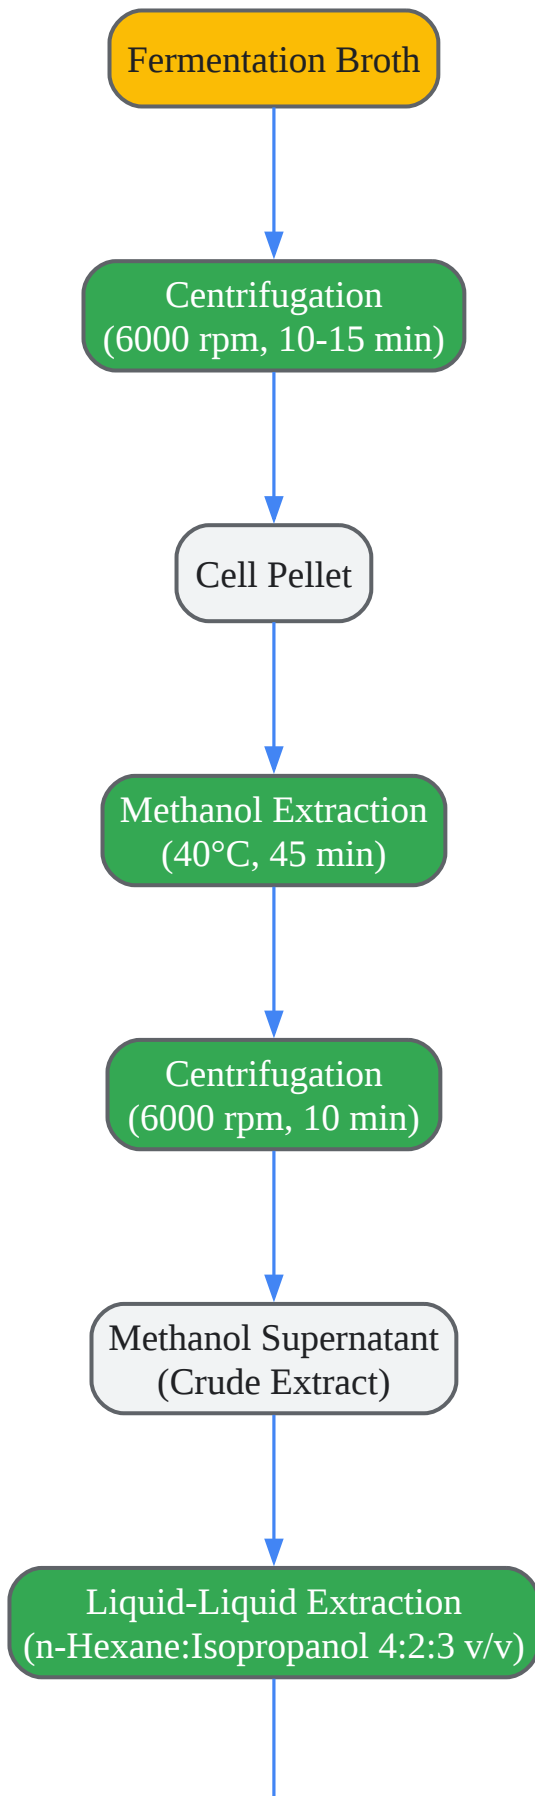 Fermentation Broth
Centrifugation
(6000 rpm, 10-15 min)
Cell Pellet
Methanol Extraction
(40°C, 45 min)
Centrifugation
(6000 rpm, 10 min)
Methanol Supernatant
(Crude Extract)
Liquid-Liquid Extraction
(n-Hexane:Isopropanol 4:2:3 v/v)